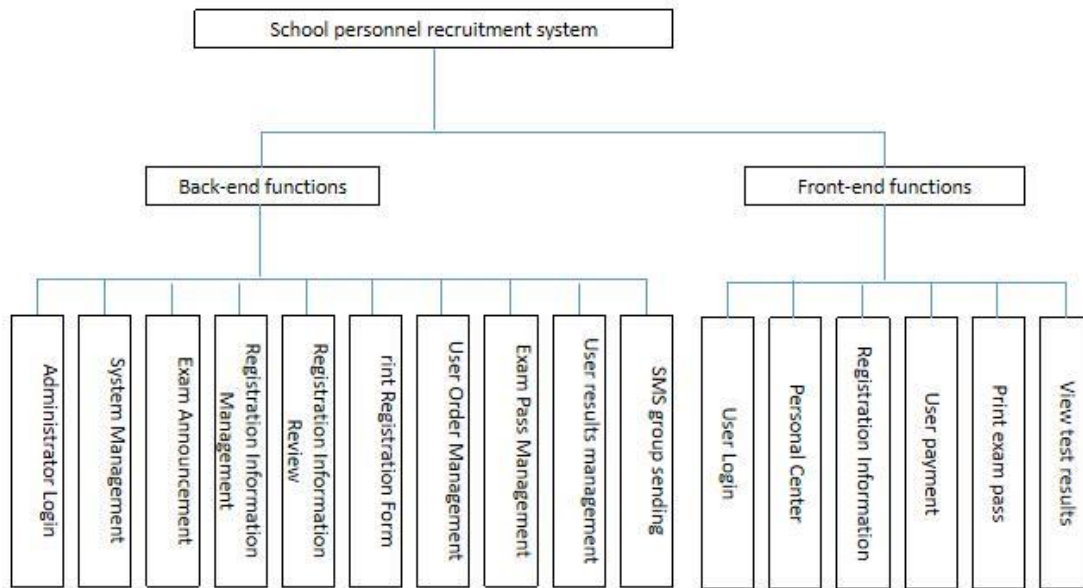 School personnel recruitment system
Back-end functions
Front-end functions
Administrator Login
System Management
Exam Announcement
Registration Information
Management
Registration Information
Review
rint Registration Form
User Order Management
Exam Pass Management
User results management
SMS group sending
User Login
Personal Center
Registration Information
User payment
Print exam pass
View test results